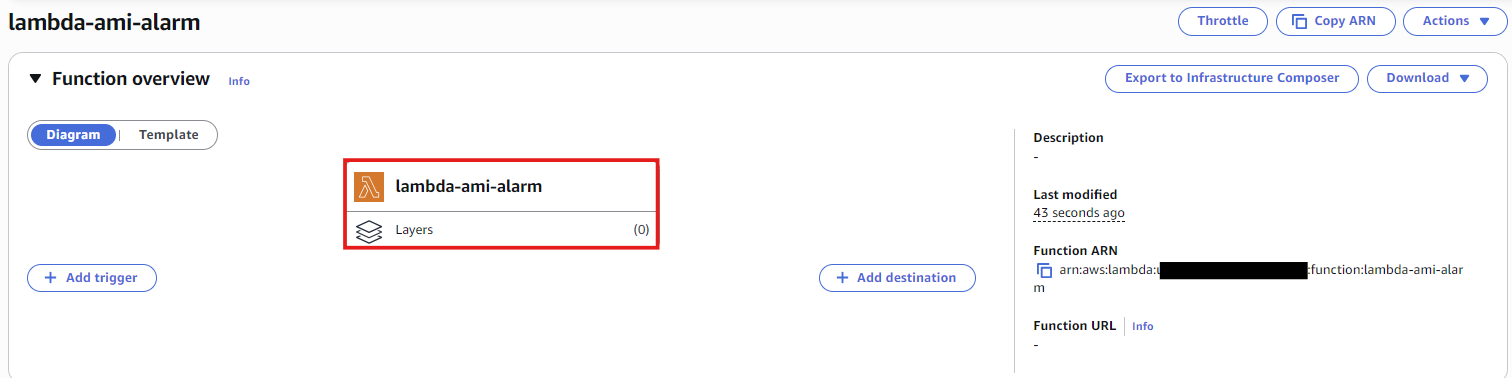 lambda-ami-alarm
Throttle
Copy ARN
Actions
Function overview
Info
Export to Infrastructure Composer
Download
Diagram
Template
lambda-ami-alarm
Layers
(0)
Add trigger
Add destination
Description
-
Last modified
43 seconds ago
Function ARN
arn:aws:lambda:u :function:lambda-ami-alar
m
Function URL
Info
-